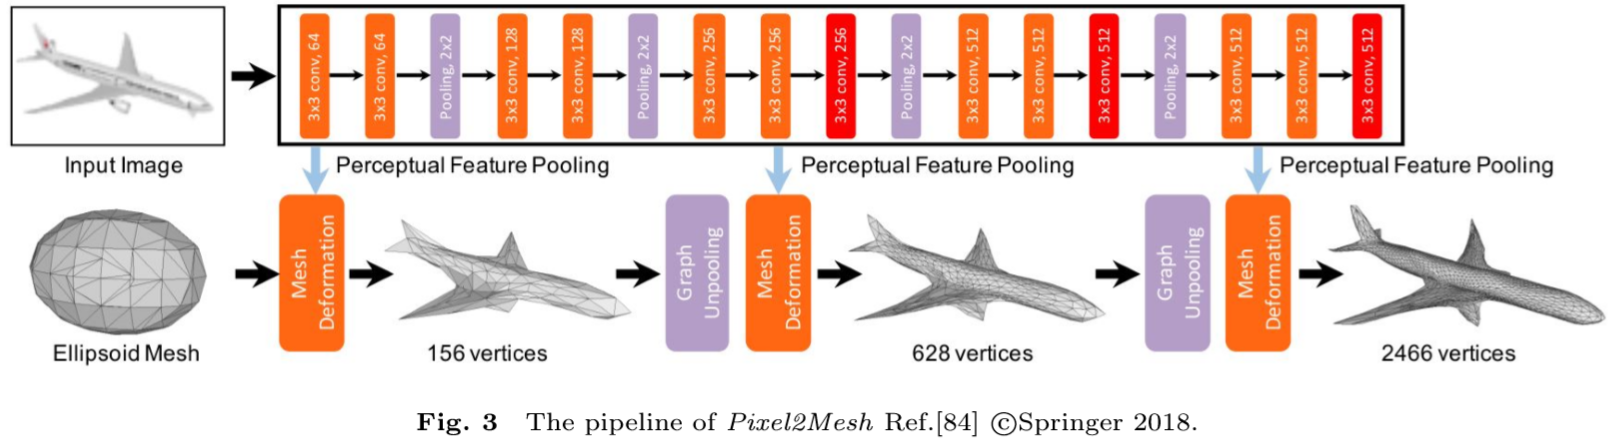 3x3 conv, 64
3x3 conv, 64
Pooling, 2x2
3x3 conv, 128
3x3 conv, 128
Pooling, 2x2
3x3 conv, 256
3x3 conv, 256
3x3 conv, 256
Pooling, 2x2
3x3 conv, 512
3x3 conv, 512
3x3 conv, 512
Pooling, 2x2
3x3 conv, 512
3x3 conv, 512
3x3 conv, 512
Input Image
Perceptual Feature Pooling
Perceptual Feature Pooling
Perceptual Feature Pooling
Mesh
Deformation
Graph
Unpooling
Mesh
Deformation
Graph
Unpooling
Mesh
Deformation
Ellipsoid Mesh
156 vertices
628 vertices
2466 vertices
Fig. 3 The pipeline of Pixel2Mesh Ref.[84] ©Springer 2018.